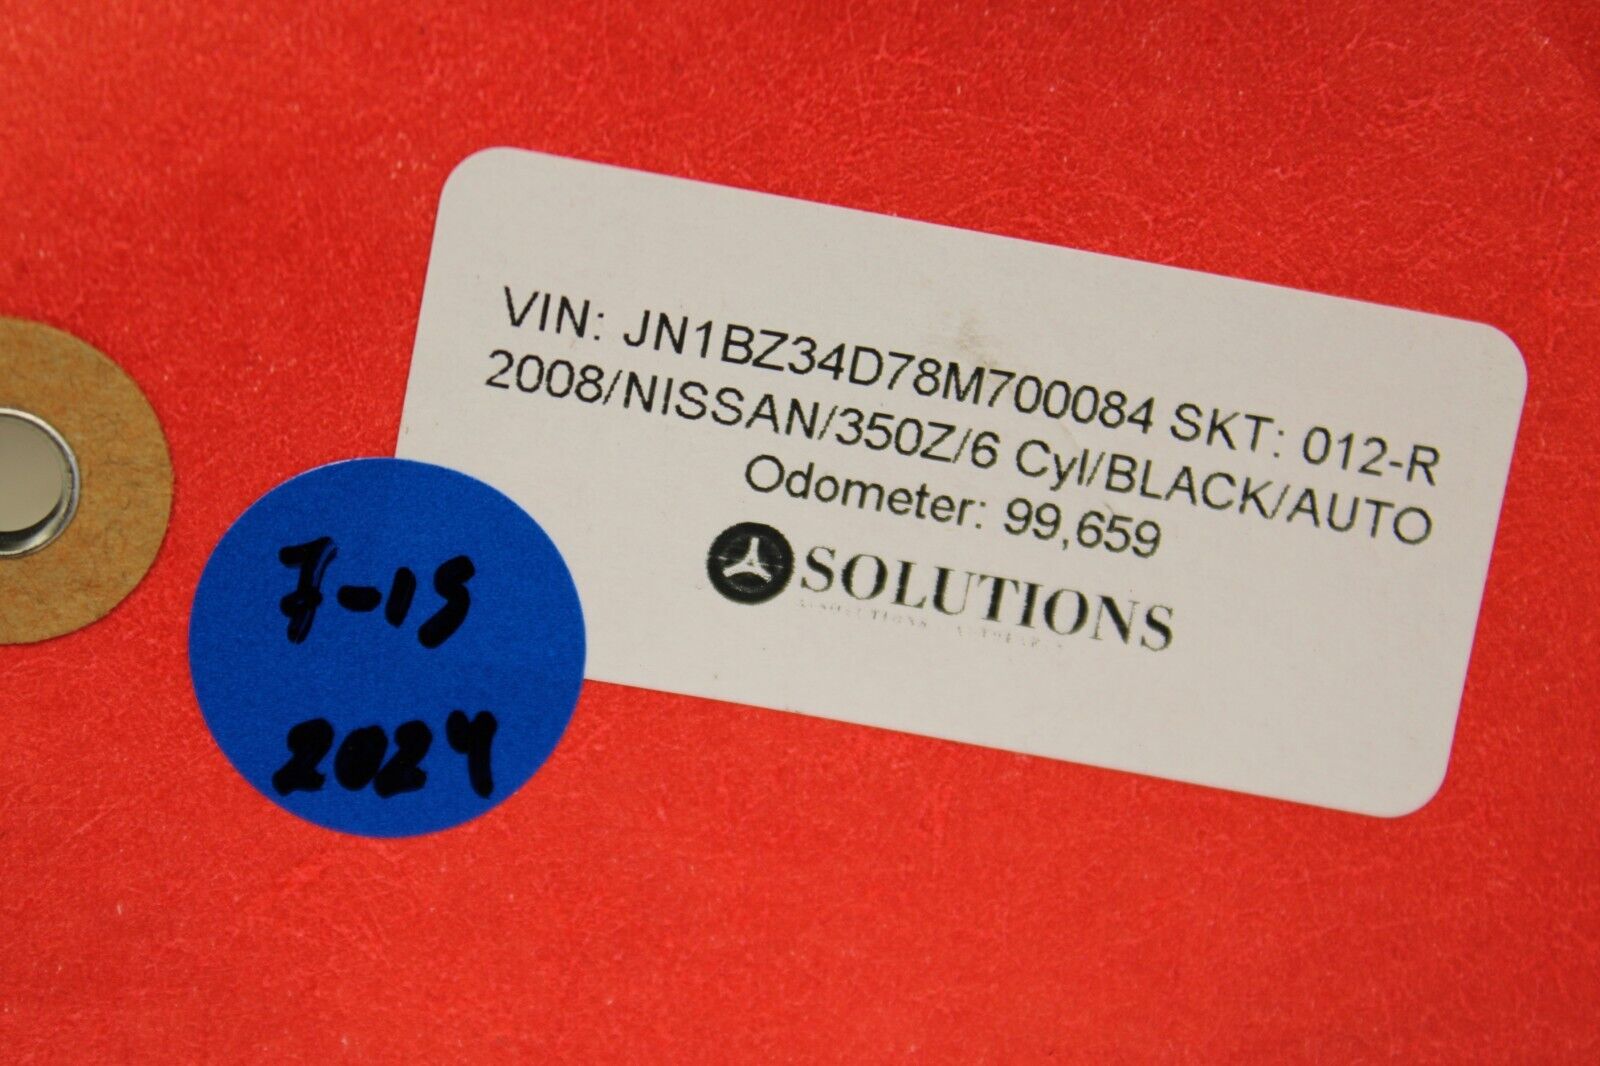 VIN: JN1BZ34D78M700084 SKT: 012-R
2008/NISSAN/350Z/6 Cyl/BLACK/AUTO
Odometer: 99,659
SOLUTIONS
7-15
2024